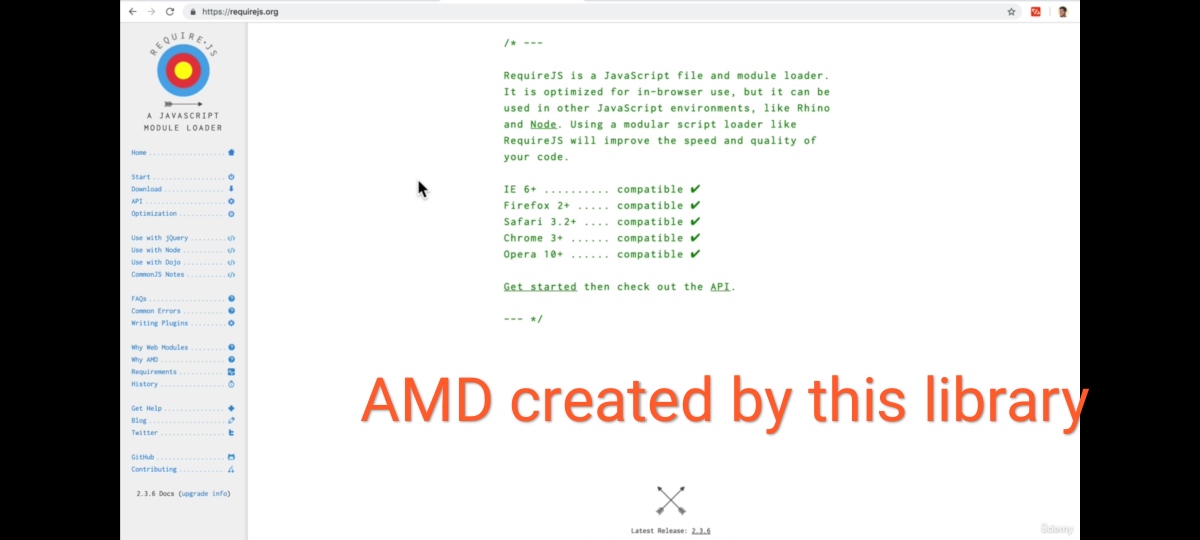 https://requirejs.org
REQUIRE·JS
A JAVASCRIPT
MODULE LOADER
Home
Start
Download
API
Optimization
Use with jQuery
Use with Node
Use with Dojo
CommonJS Notes
FAQs
Common Errors
Writing Plugins
Why Web Modules
Why AMD
Requirements
History
Get Help
Blog
Twitter
GitHub
Contributing
2.3.6 Docs (upgrade info)
/* ---
RequireJS is a JavaScript file and module loader.
It is optimized for in-browser use, but it can be
used in other JavaScript environments, like Rhino
and Node. Using a modular script loader like
RequireJS will improve the speed and quality of
your code.
IE 6+ .......... compatible ✔
Firefox 2+ ..... compatible ✔
Safari 3.2+ .... compatible ✔
Chrome 3+ ...... compatible ✔
Opera 10+ ...... compatible ✔
Get started then check out the API.
--- */
AMD created by this library
Latest Release: 2.3.6
Udemy